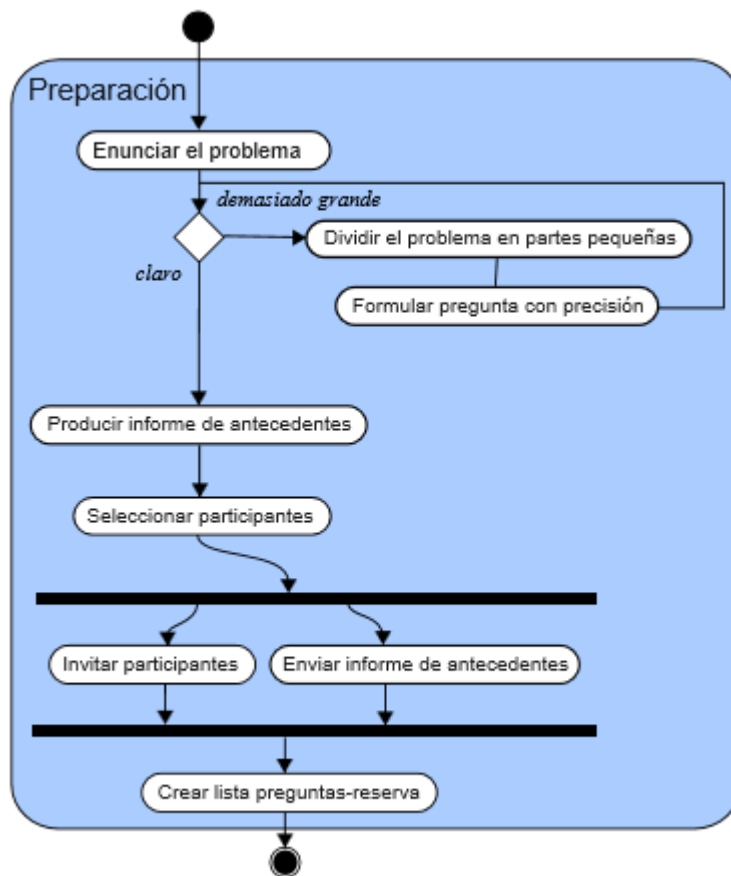 Preparación
Enunciar el problema
demasiado grande
Dividir el problema en partes pequeñas
claro
Formular pregunta con precisión
Producir informe de antecedentes
Seleccionar participantes
Invitar participantes
Enviar informe de antecedentes
Crear lista preguntas-reserva